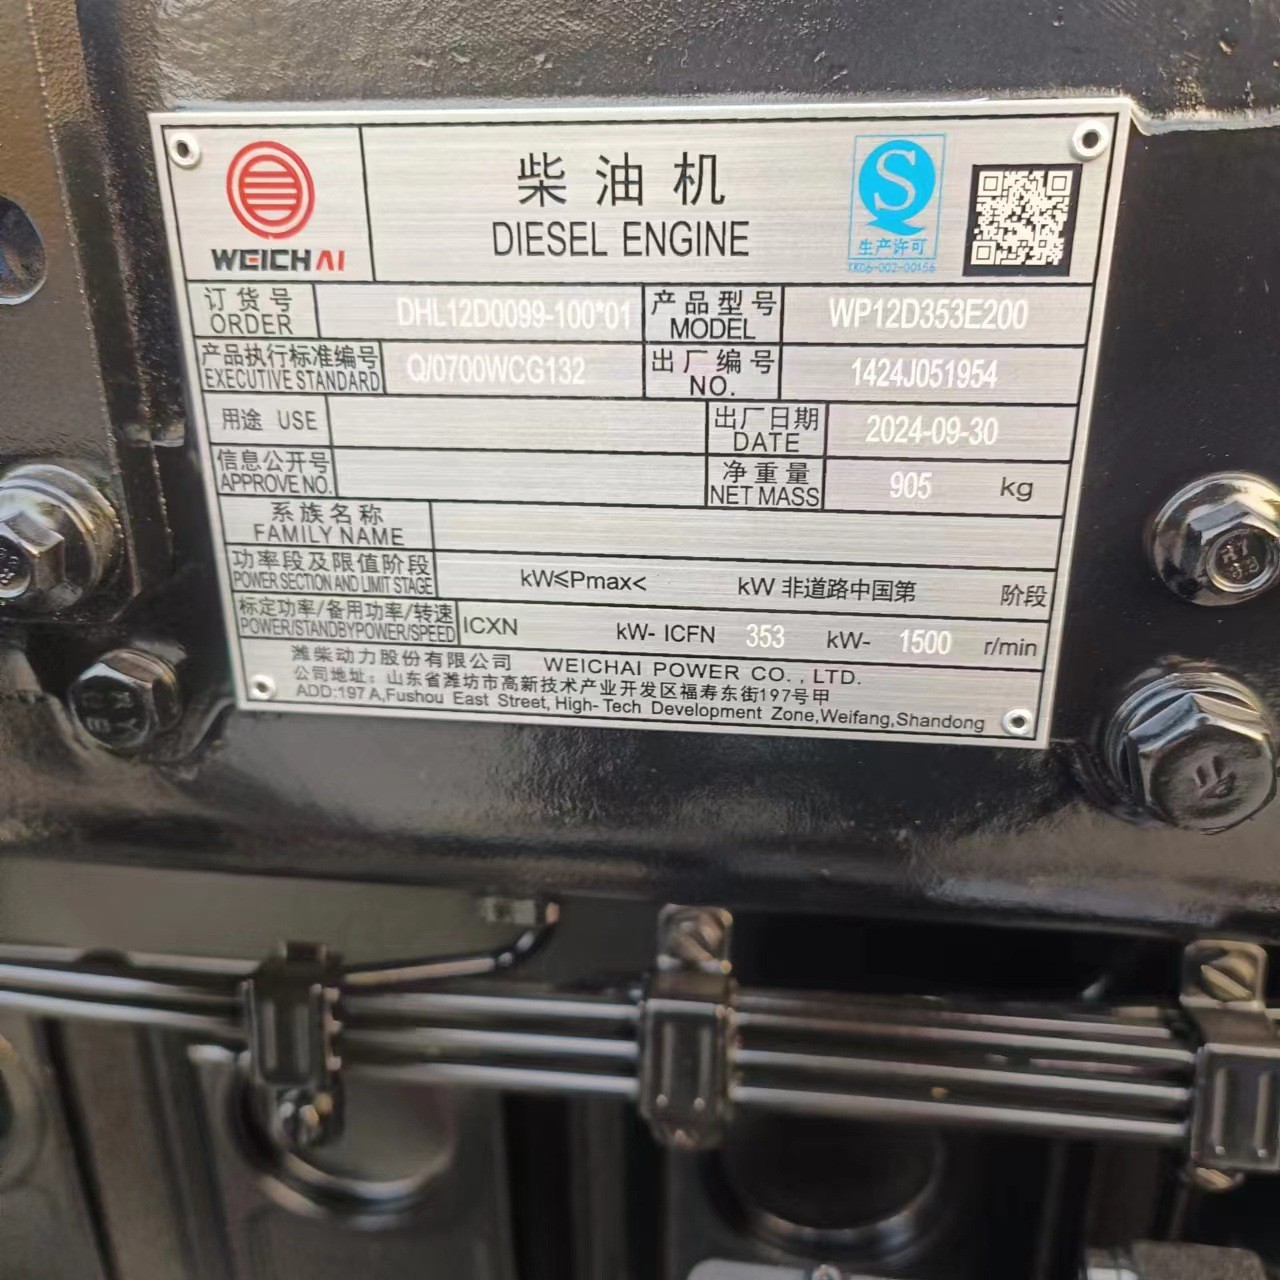 WEICHAI
柴油机
DIESEL ENGINE
生产许可
XK06-002-00156
订货号
ORDER
DHL12D0099-100*01
产品型号
MODEL
WP12D353E200
产品执行标准编号
EXECUTIVE STANDARD
Q/0700WCG132
出厂编号
NO.
1424J051954
用途 USE
出厂日期
DATE
2024-09-30
信息公开号
APPROVE NO.
净重量
NET MASS
905 kg
系族名称
FAMILY NAME
功率段及限值阶段
POWER SECTION AND LIMIT STAGE
kW≤Pmax< kW 非道路中国第 阶段
标定功率/备用功率/转速
POWER/STANDBYPOWER/SPEED
ICXN kW- ICFN 353 kW- 1500 r/min
潍柴动力股份有限公司 WEICHAI POWER CO., LTD.
公司地址：山东省潍坊市高新技术产业开发区福寿东街197号甲
ADD:197 A,Fushou East Street, High-Tech Development Zone,Weifang,Shandong